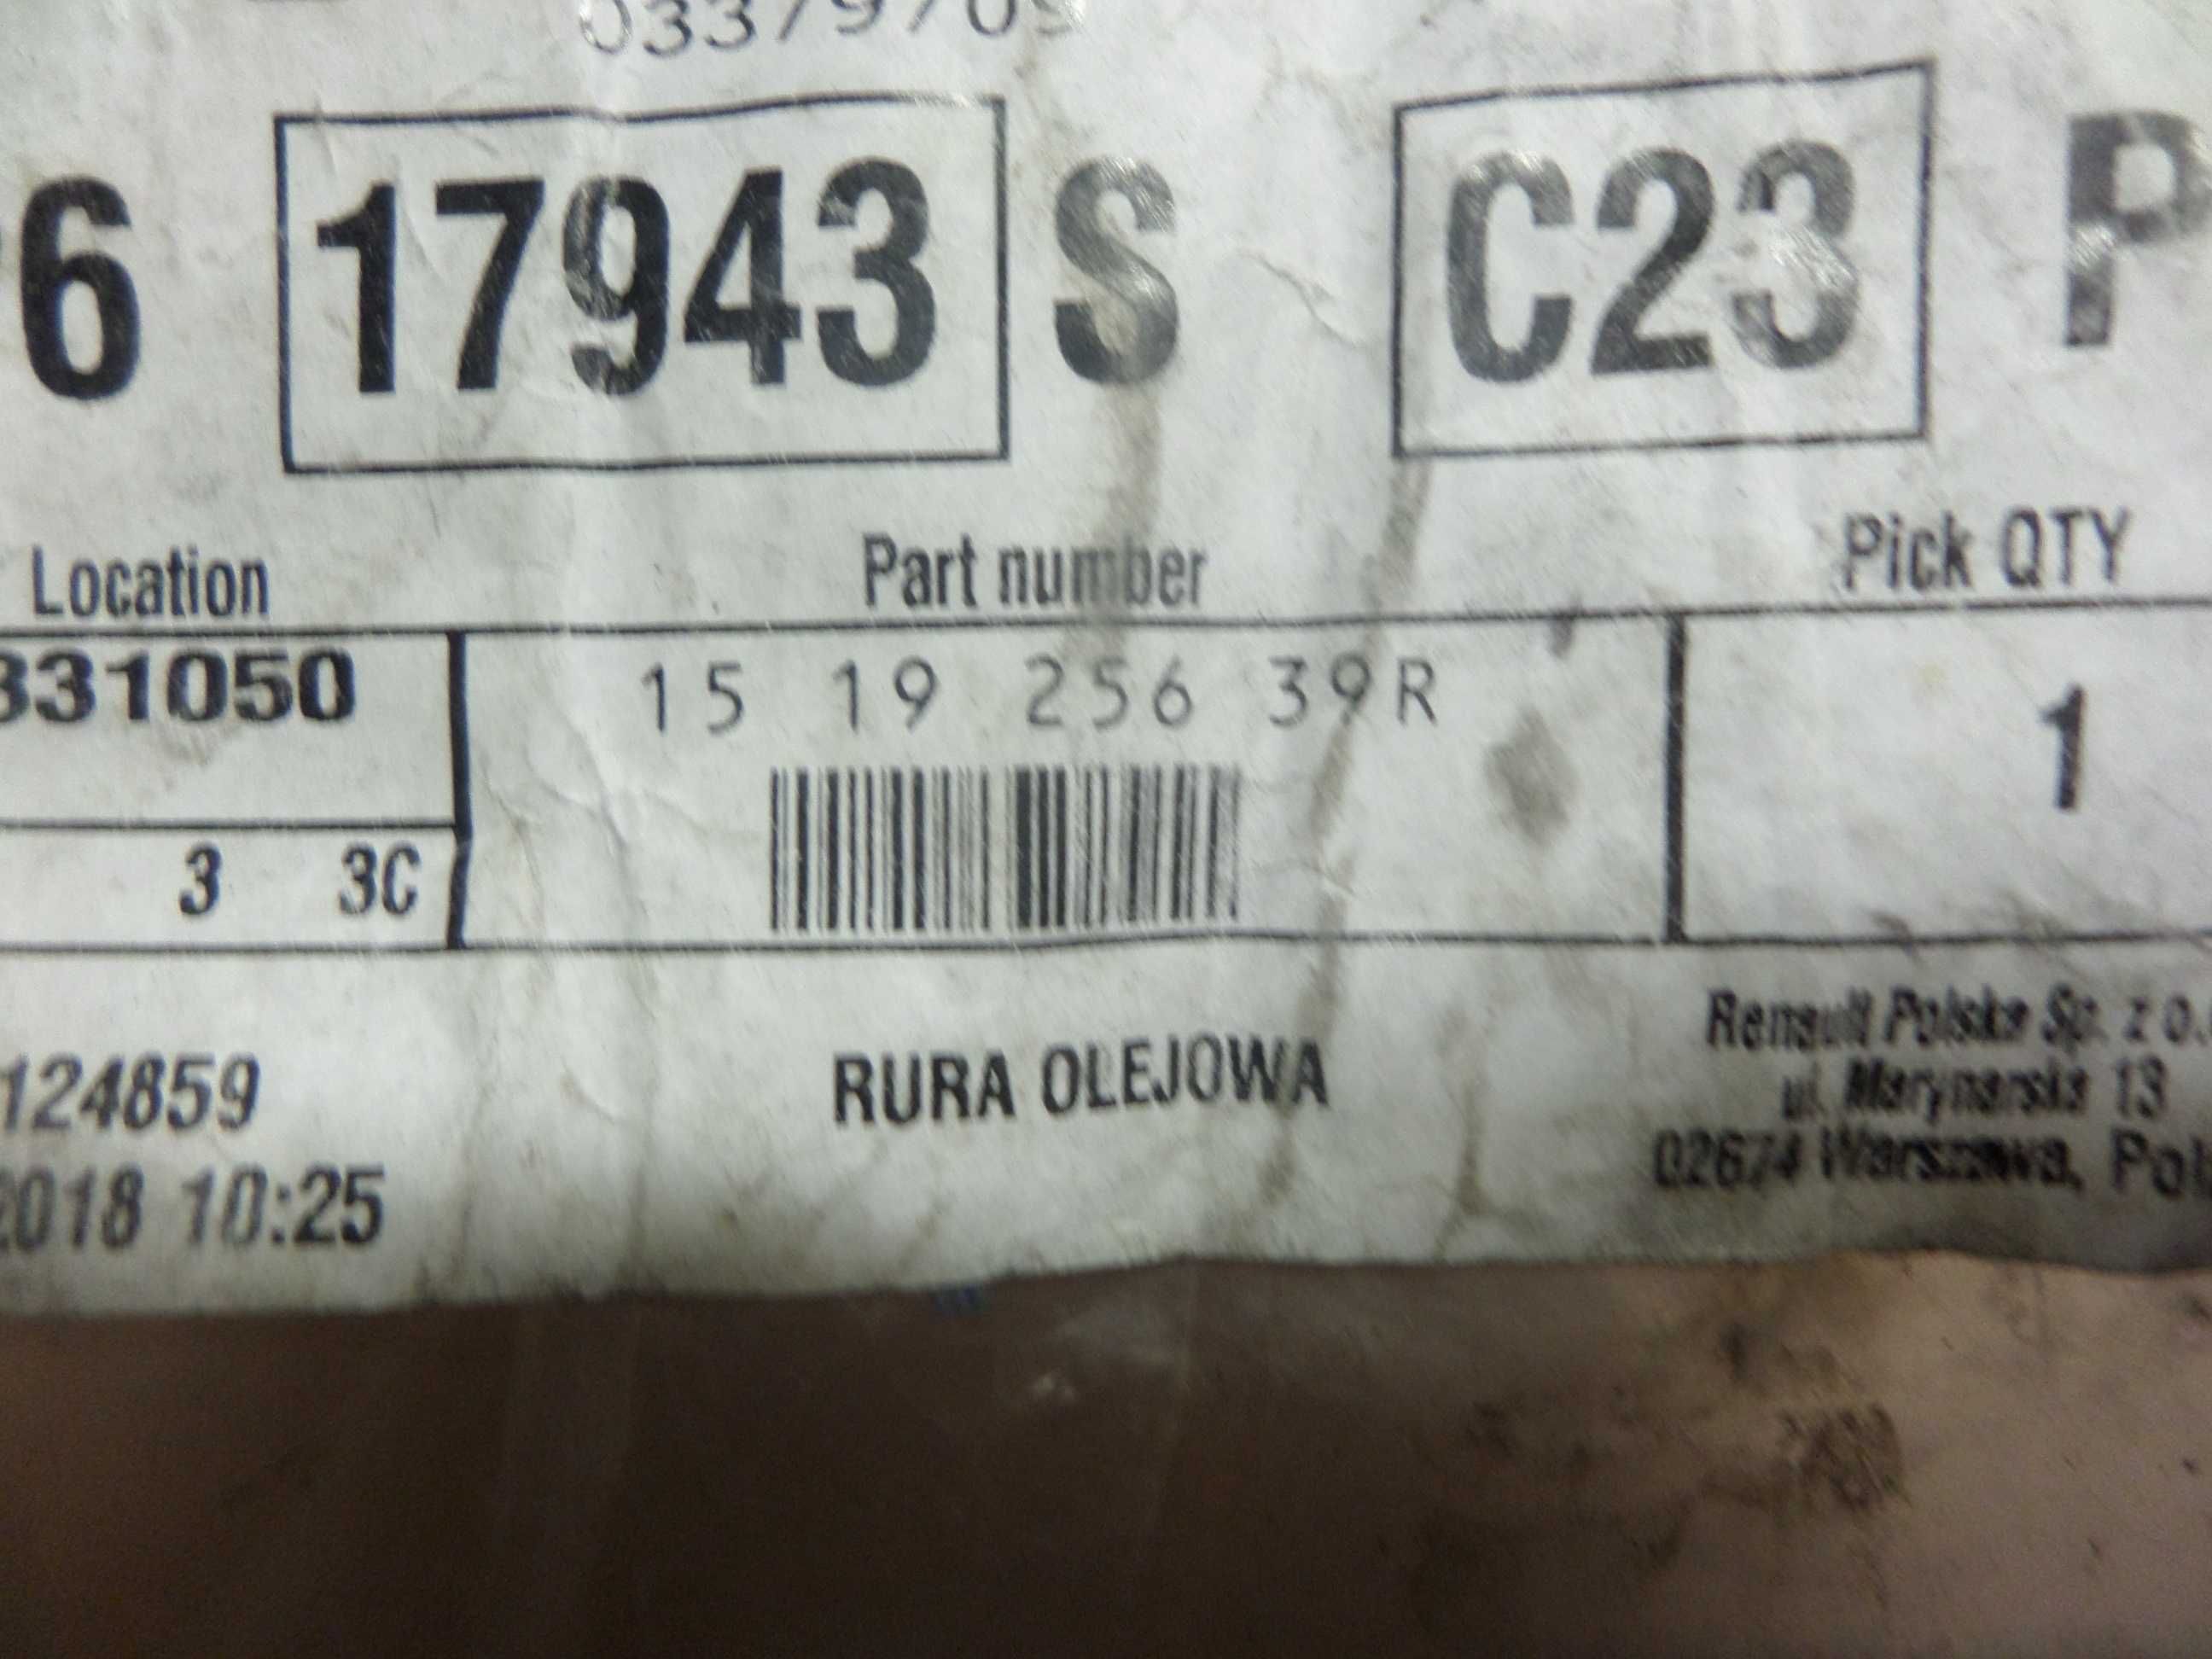 03379709
6 17943 S C23 P
Location Part number Pick QTY
331050 15 19 256 39R 1
3 3C
RURA OLEJOWA
Renault Polska Sp. z o.
ul. Marynarska 13
124859
02674 Warszawa, Pol
2018 10:25